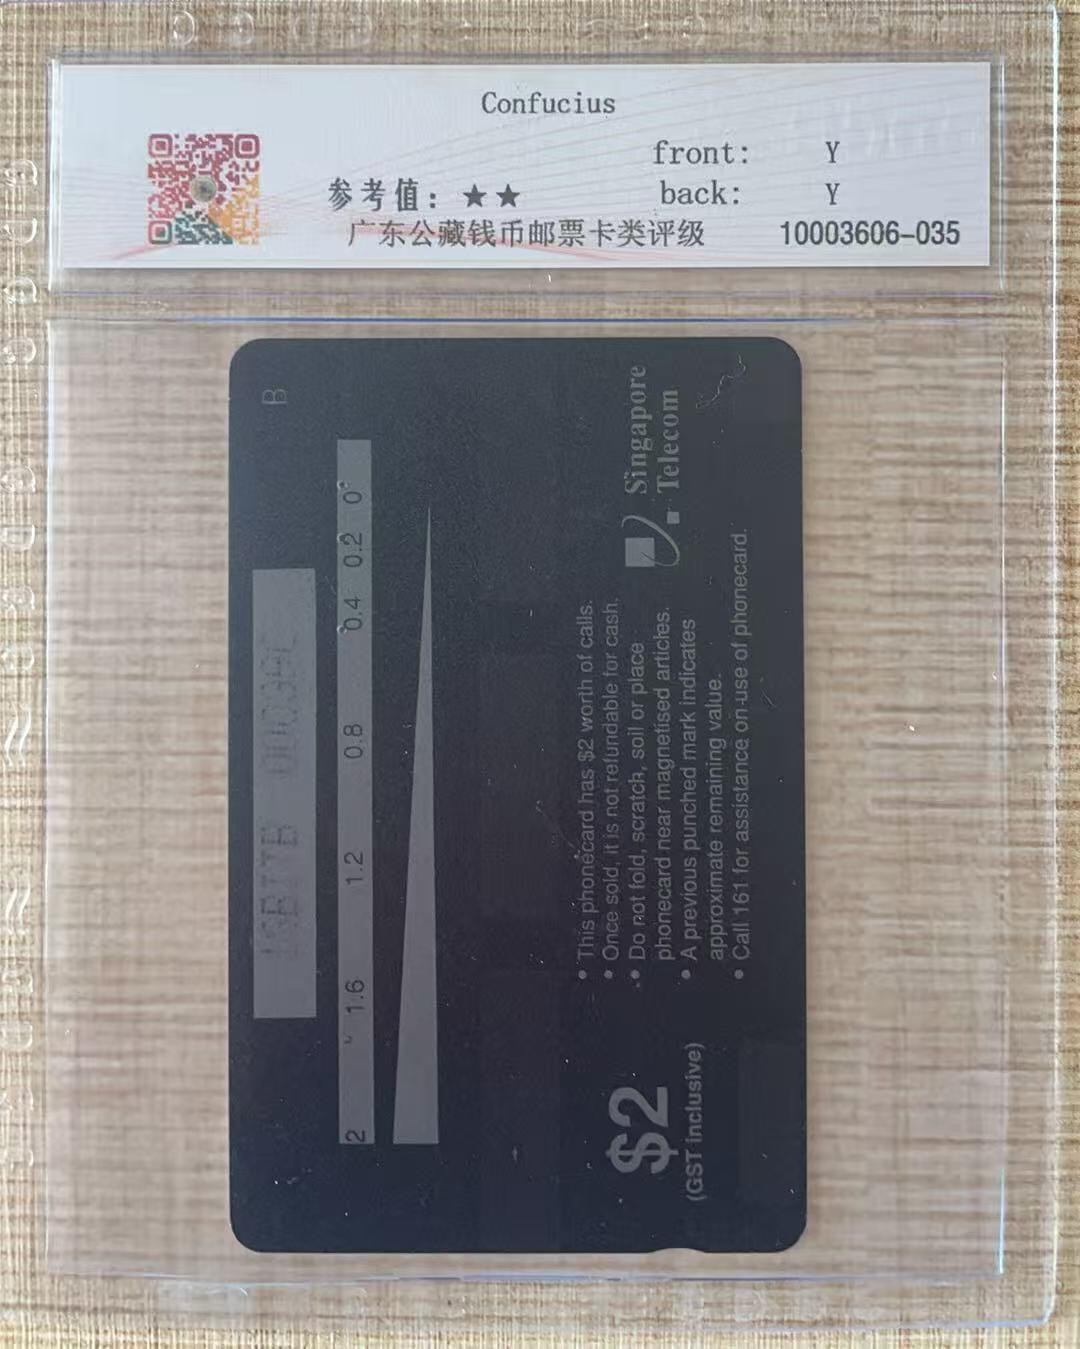 Confucius
front: Y
参考值：★★ back: Y
广东公藏钱币邮票卡类评级 10003606-035
B
2 1.6 1.2 0.8 0.4 0.2 0
Singapore
Telecom
• This phonecard has $2 worth of calls.
• Once sold, it is not refundable for cash.
• Do not fold, scratch, soil or place
phonecard near magnetised articles.
• A previous punched mark indicates
approximate remaining value.
• Call 161 for assistance on use of phonecard.
$2
(GST inclusive)